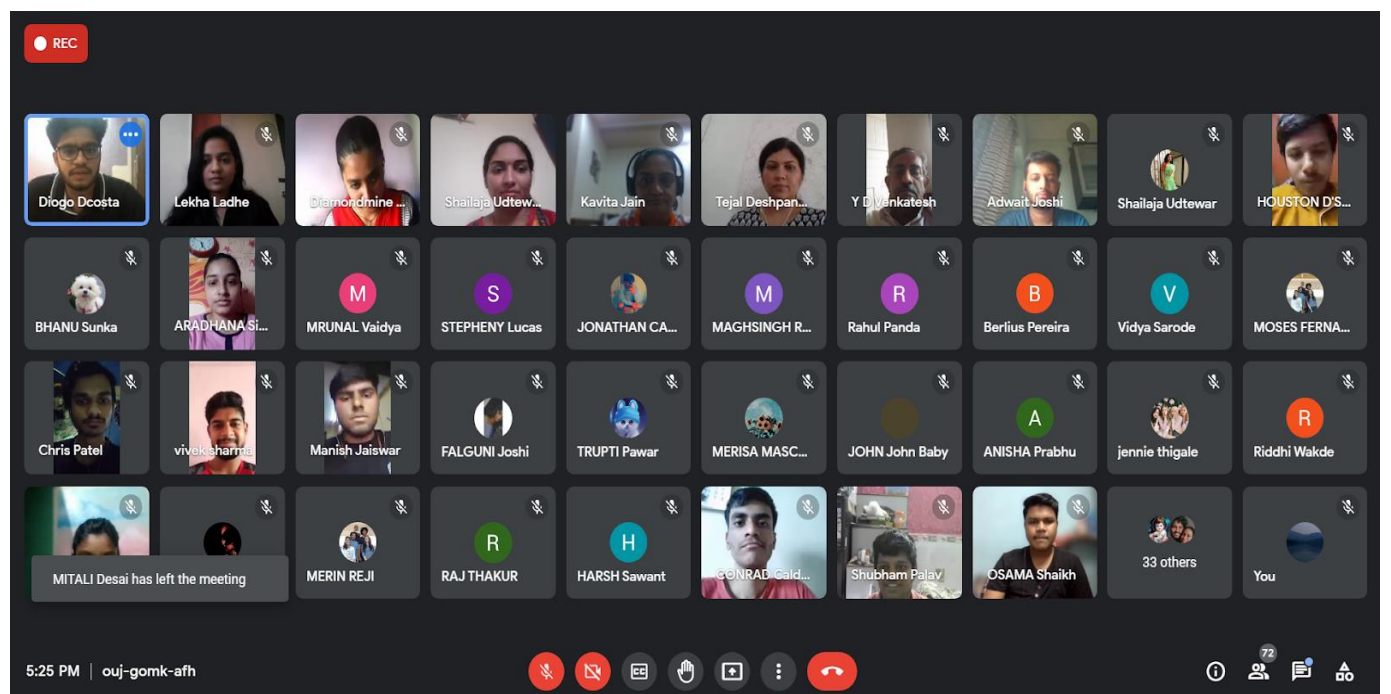 REC
Diogo Dcosta
Lekha Ladhe
Dramondmine ...
Shailaja Udtew...
Kavita Jain
Tejal Deshpan...
Y D Venkatesh
Adwait Joshi
Shailaja Udtewar
HOUSTON D'S...
BHANU Sunka
ARADHANA Si...
M
MRUNAL Vaidya
S
STEPHENY Lucas
JONATHAN CA...
M
MAGHSINGH R...
R
Rahul Panda
B
Berlius Pereira
V
Vidya Sarode
MOSES FERNA...
Chris Patel
vivek sharma
Manish Jaiswar
FALGUNI Joshi
TRUPTI Pawar
MERISA MASC...
JOHN John Baby
A
ANISHA Prabhu
jennie thigale
R
Riddhi Wakde
MITALI Desai has left the meeting
MERIN REJI
R
RAJ THAKUR
H
HARSH Sawant
CONRAD Cald...
Shubham Palav
OSAMA Shaikh
33 others
You
5:25 PM | ouj-gomk-afh
CC
72